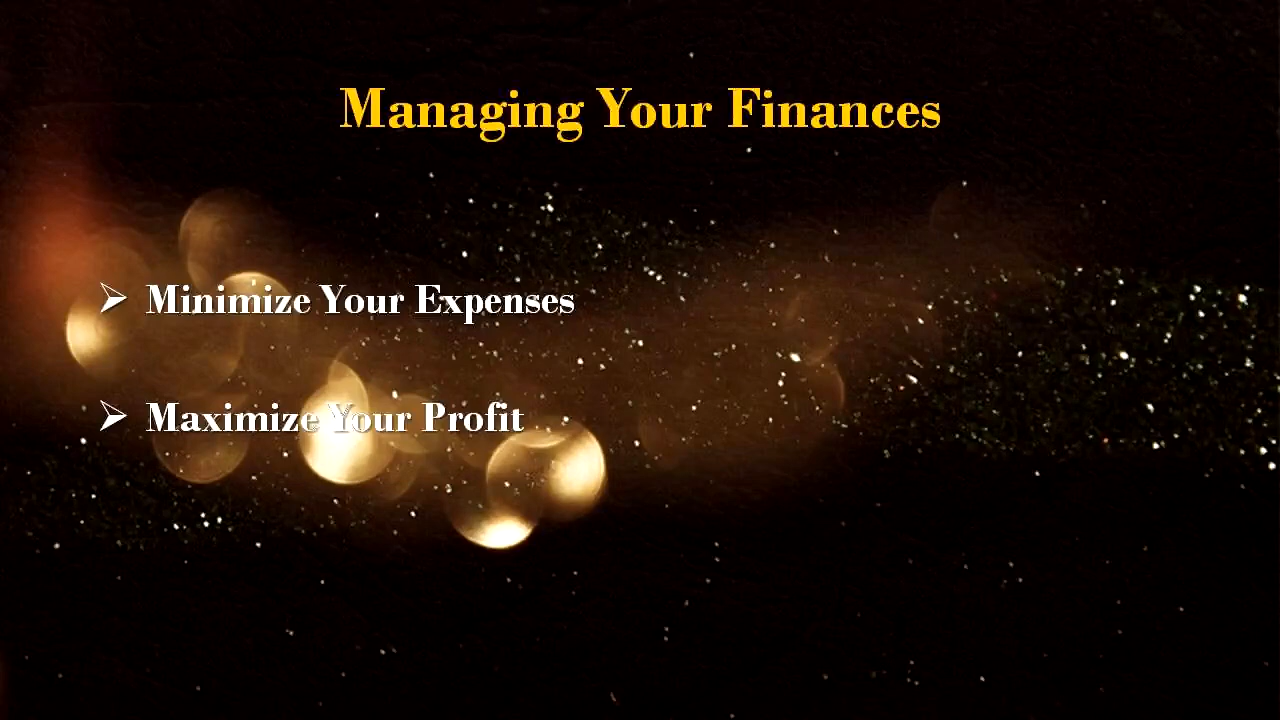 Managing Your Finances
➢ Minimize Your Expenses
➢ Maximize Your Profit